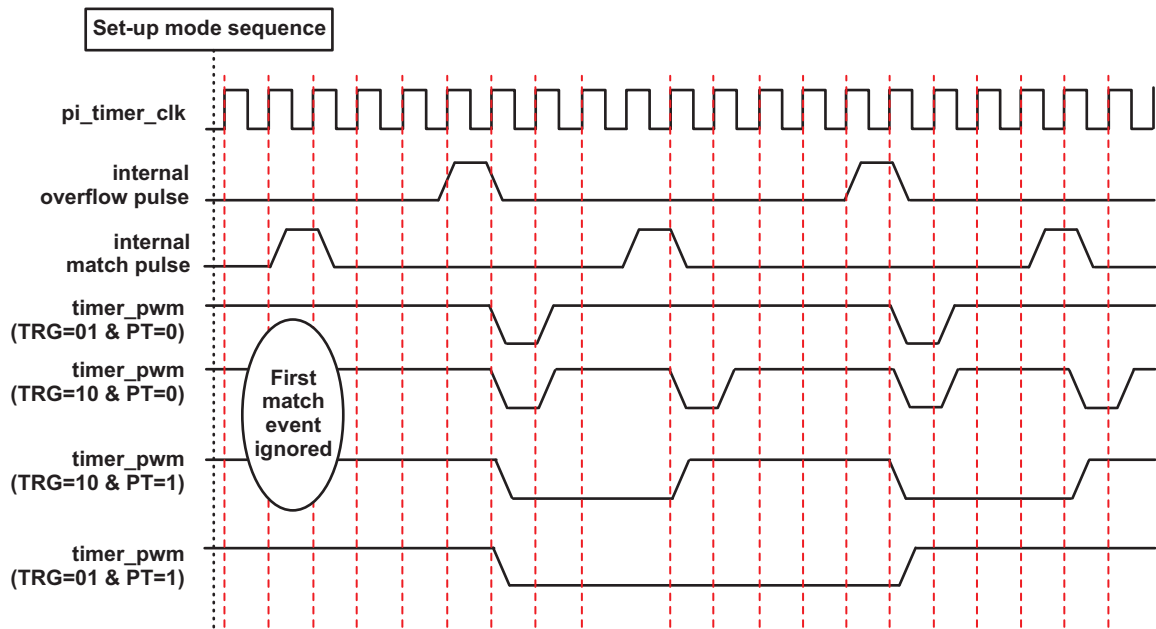 Set-up mode sequence
pi_timer_clk
internal
overflow pulse
internal
match pulse
timer_pwm
(TRG=01 & PT=0)
timer_pwm
(TRG=10 & PT=0)
First
match
event
ignored
timer_pwm
(TRG=10 & PT=1)
timer_pwm
(TRG=01 & PT=1)